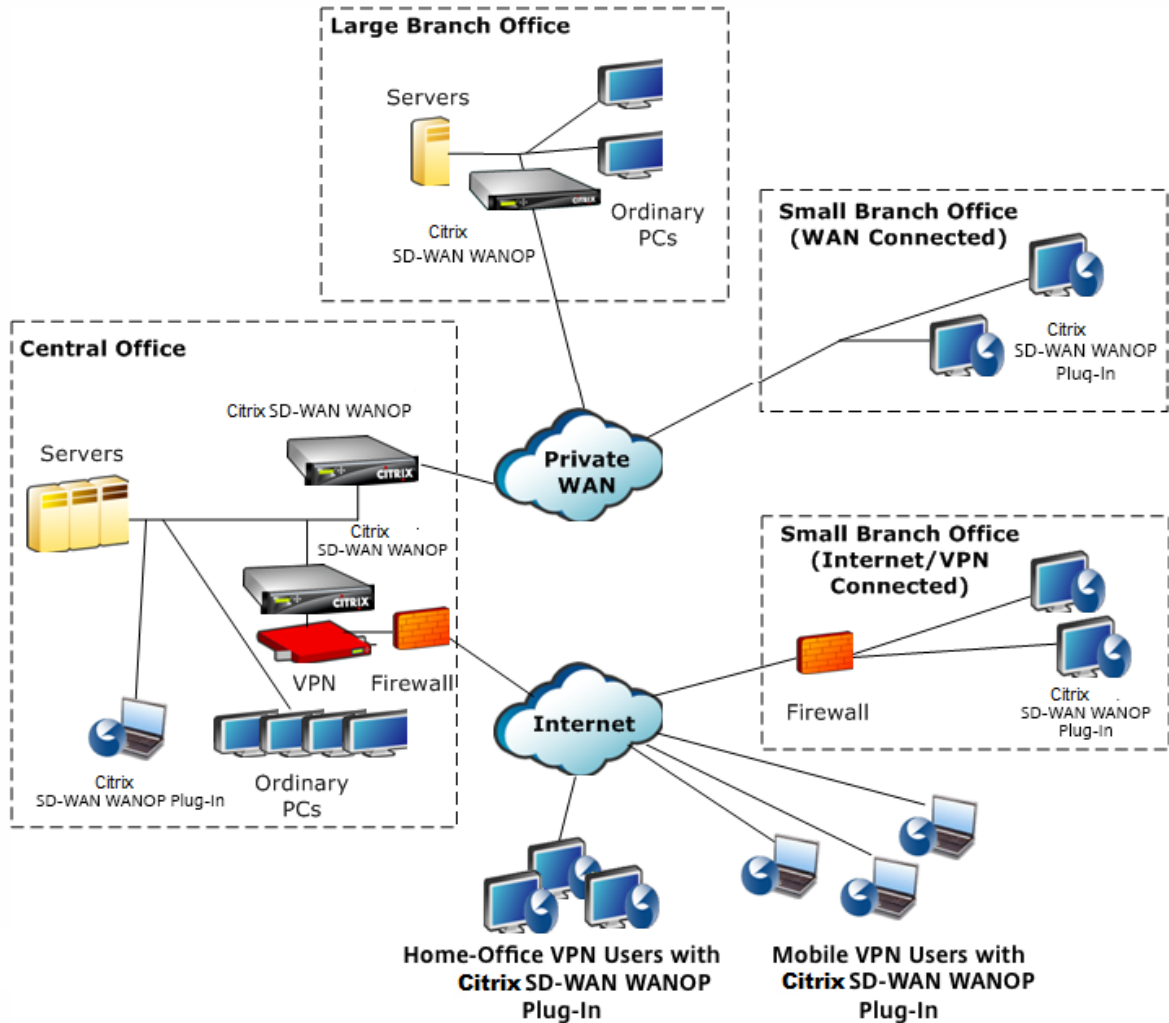 Large Branch Office
Servers
Citrix
SD-WAN WANOP
Ordinary
PCs
Small Branch Office
(WAN Connected)
Citrix
SD-WAN WANOP
Pluq-In
Central Office
Citrix SD-WAN WANOP
CITRIX
Servers
Citrix
SD-WAN WANOP
CITRIX
VPN
Firewall
Citrix
SD-WAN WANOP Plug-In
Ordinary
PCs
Private
WAN
Small Branch Office
(Internet/VPN
Connected)
Firewall
Citrix
SD-WAN WANOP
Plug-In
Internet
Home-Office VPN Users with
Citrix SD-WAN WANOP
Plug-In
Mobile VPN Users with
Citrix SD-WAN WANOP
Plug-In
CITRIX